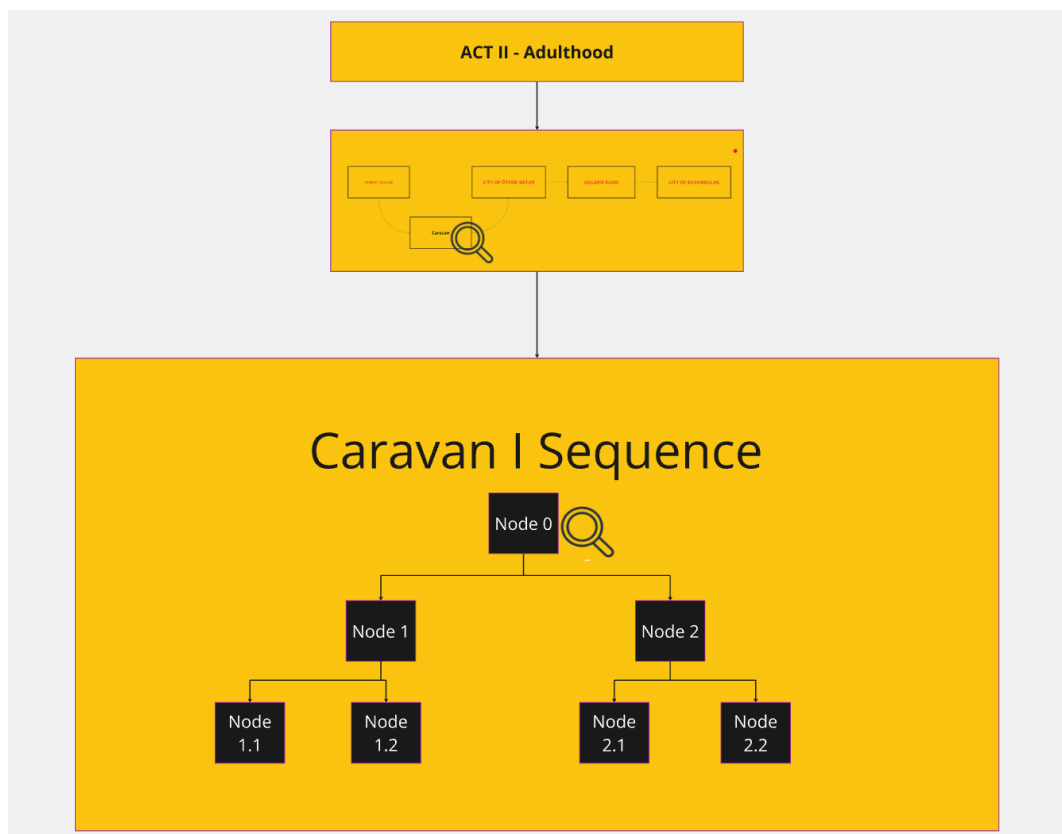 ACT II - Adulthood
CITY OF ÖTKÜN BATUR
GOLDEN ROAD
CITY OF BAYANBULAG
Caravan
Caravan I Sequence
Node 0
Node 1
Node 2
Node
1.1
Node
1.2
Node
2.1
Node
2.2